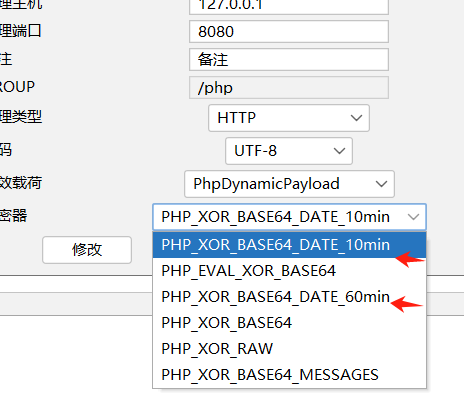 理主机 127.0.0.1
理端口 8080
注 备注
ROUP /php
理类型 HTTP
码 UTF-8
效载荷 PhpDynamicPayload
密器 PHP_XOR_BASE64_DATE_10min
修改
PHP_XOR_BASE64_DATE_10min
PHP_EVAL_XOR_BASE64
PHP_XOR_BASE64_DATE_60min
PHP_XOR_BASE64
PHP_XOR_RAW
PHP_XOR_BASE64_MESSAGES